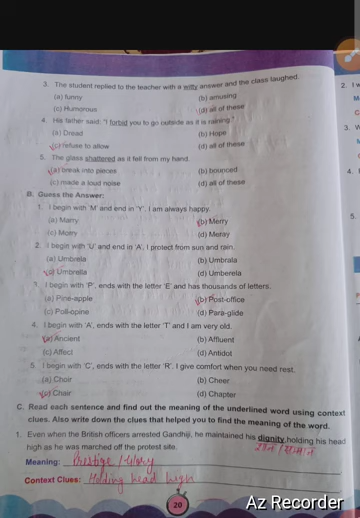 3. The student replied to the teacher with a witty answer and the class laughed.
(a) funny (b) amusing
(c) Humorous (d) all of these
4. His father said: "I forbid you to go outside as it is raining."
(a) Dread (b) Hope
(c) refuse to allow (d) all of these
5. The glass shattered as it fell from my hand.
(a) break into pieces (b) bounced
(c) made a loud noise (d) all of these
B. Guess the Answer:
1. I begin with 'M' and end in 'Y'. I am always happy.
(a) Marry (b) Merry
(c) Moiry (d) Meray
2. I begin with 'U' and end in 'A', I protect from sun and rain.
(a) Umbrela (b) Umbrala
(c) Umbrella (d) Umberela
3. I begin with 'P', ends with the letter 'E' and has thousands of letters.
(a) Pine-apple (b) Post-office
(c) Poll-opine (d) Para-glide
4. I begin with 'A', ends with the letter 'T' and I am very old.
(a) Ancient (b) Affluent
(c) Affect (d) Antidot
5. I begin with 'C', ends with the letter 'R'. I give comfort when you need rest.
(a) Choir (b) Cheer
(c) Chair (d) Chapter
C. Read each sentence and find out the meaning of the underlined word using context
clues. Also write down the clues that helped you to find the meaning of the word.
1. Even when the British officers arrested Gandhiji, he maintained his dignity, holding his head
high as he was marched off the protest site.
Meaning: Prestige / Glory
Context Clues: Holding head high
20
Az Recorder
2. I w
M
C
3. W
4. I
5.